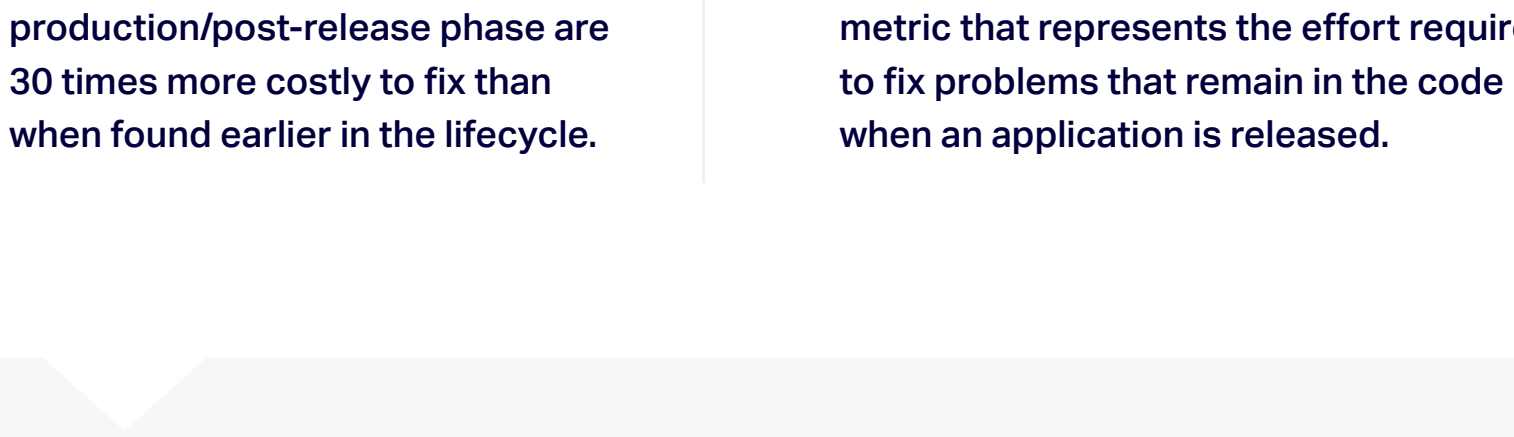 production/post-release phase are
30 times more costly to fix than
when found earlier in the lifecycle.
metric that represents the effort
to fix problems that remain in the code
when an application is released.